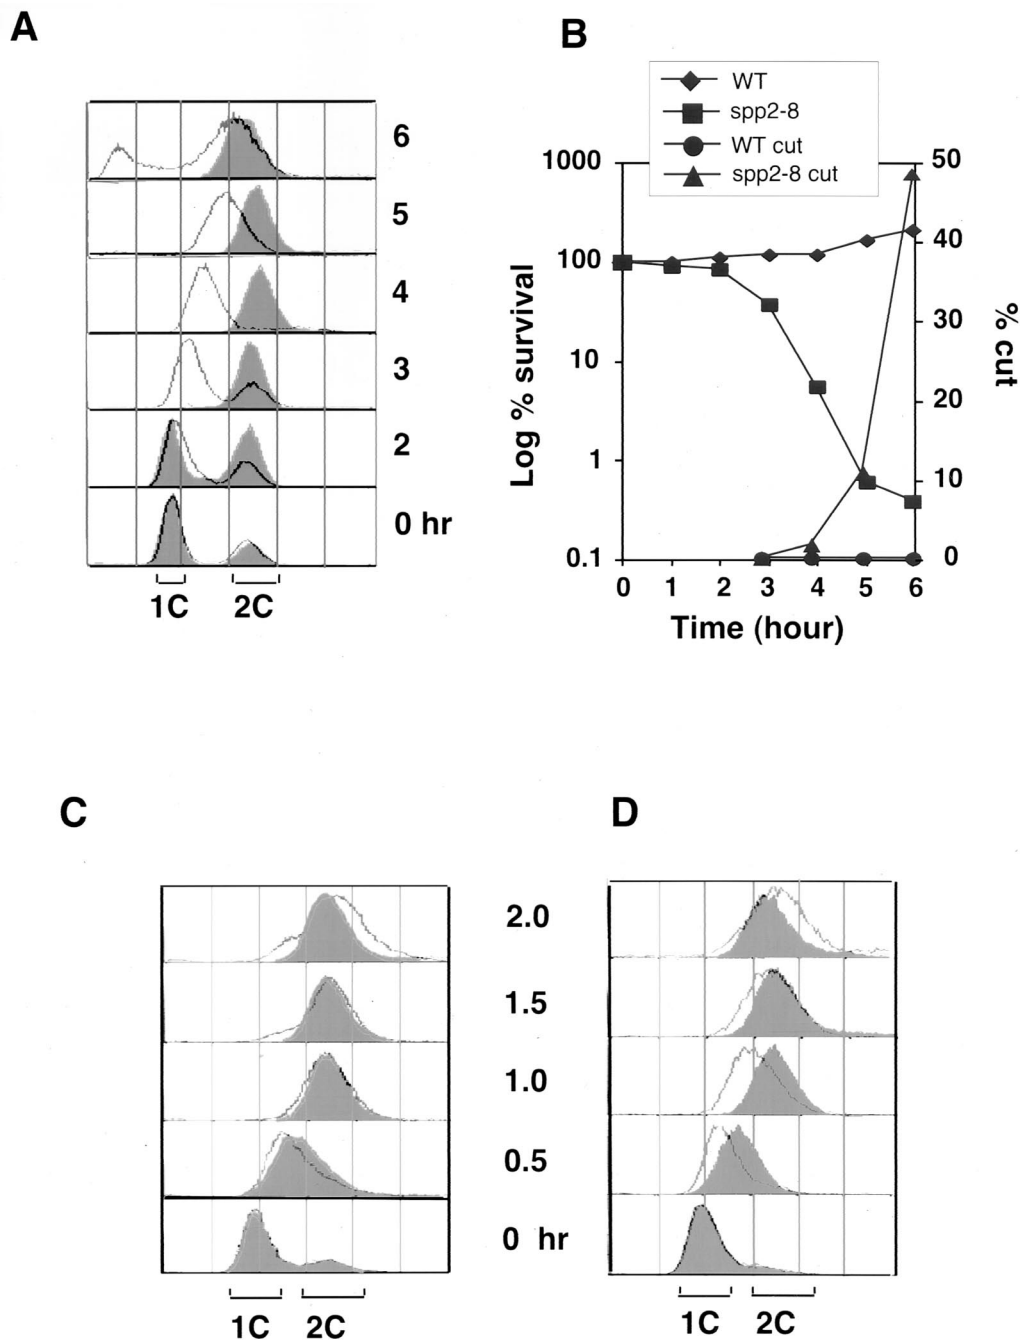 A
6
5
4
3
2
0 hr
1C 2C
B
WT
spp2-8
WT cut
spp2-8 cut
1000
100
10
1
0.1
Log % survival
50
40
30
20
10
0
% cut
0 1 2 3 4 5 6
Time (hour)
C
2.0
1.5
1.0
0.5
0 hr
1C 2C
D
1C 2C